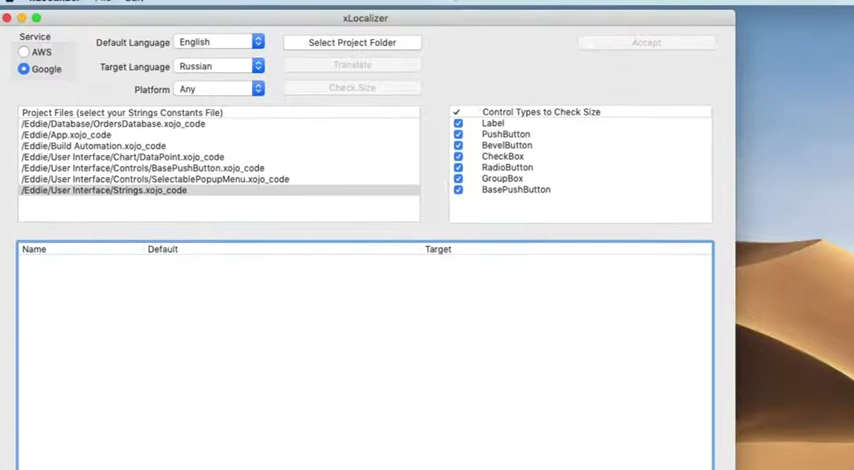 xLocalizer
Service
AWS
Google
Default Language
English
Select Project Folder
Accept
Target Language
Russian
Translate
Platform
Any
Check Size
Project Files (select your Strings Constants File)
/Eddie/Database/OrdersDatabase.xojo_code
/Eddie/App.xojo_code
/Eddie/Build Automation.xojo_code
/Eddie/User Interface/Chart/DataPoint.xojo_code
/Eddie/User Interface/Controls/BasePushButton.xojo_code
/Eddie/User Interface/Controls/SelectablePopupMenu.xojo_code
/Eddie/User Interface/Strings.xojo_code
Control Types to Check Size
Label
PushButton
BevelButton
CheckBox
RadioButton
GroupBox
BasePushButton
Name
Default
Target